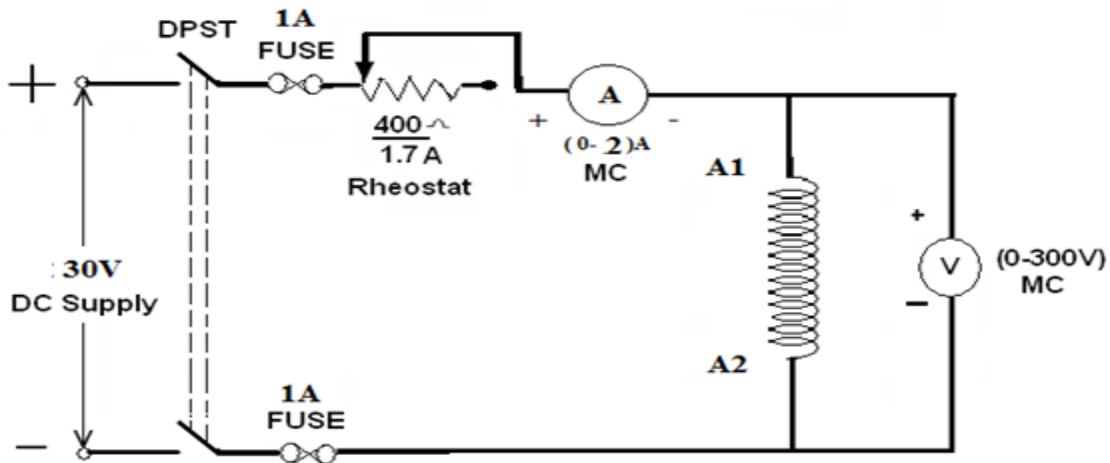 DPST
1A
FUSE
+
400 Ω
1.7 A
Rheostat
A
+
-
(0-2)A
MC
A1
+
V
(0-300V)
MC
30V
DC Supply
A2
1A
FUSE